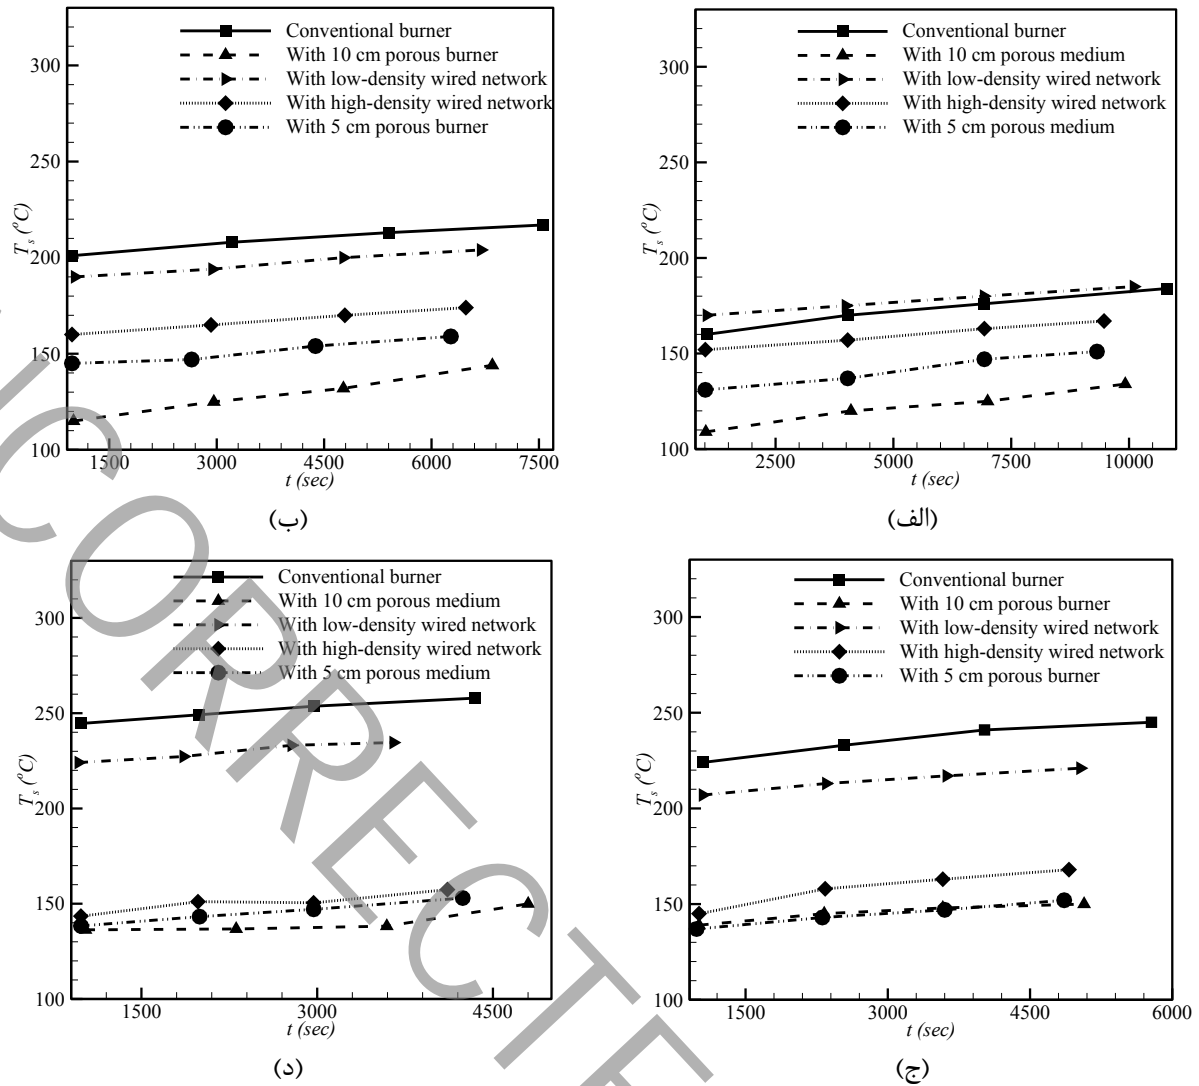 Conventional burner
With 10 cm porous burner
With low-density wired network
With high-density wired network
With 5 cm porous burner
300
250
200
150
100
T_s (°C)
1500 3000 4500 6000 7500
t (sec)
(ب)
Conventional burner
With 10 cm porous medium
With low-density wired network
With high-density wired network
With 5 cm porous medium
300
250
200
150
100
T_s (°C)
2500 5000 7500 10000
t (sec)
(الف)
Conventional burner
With 10 cm porous medium
With low-density wired network
With high-density wired network
With 5 cm porous medium
300
250
200
150
100
T_s (°C)
1500 3000 4500
t (sec)
(د)
Conventional burner
With 10 cm porous burner
With low-density wired network
With high-density wired network
With 5 cm porous burner
300
250
200
150
100
T_s (°C)
1500 3000 4500 6000
t (sec)
(ج)
CORRECTE